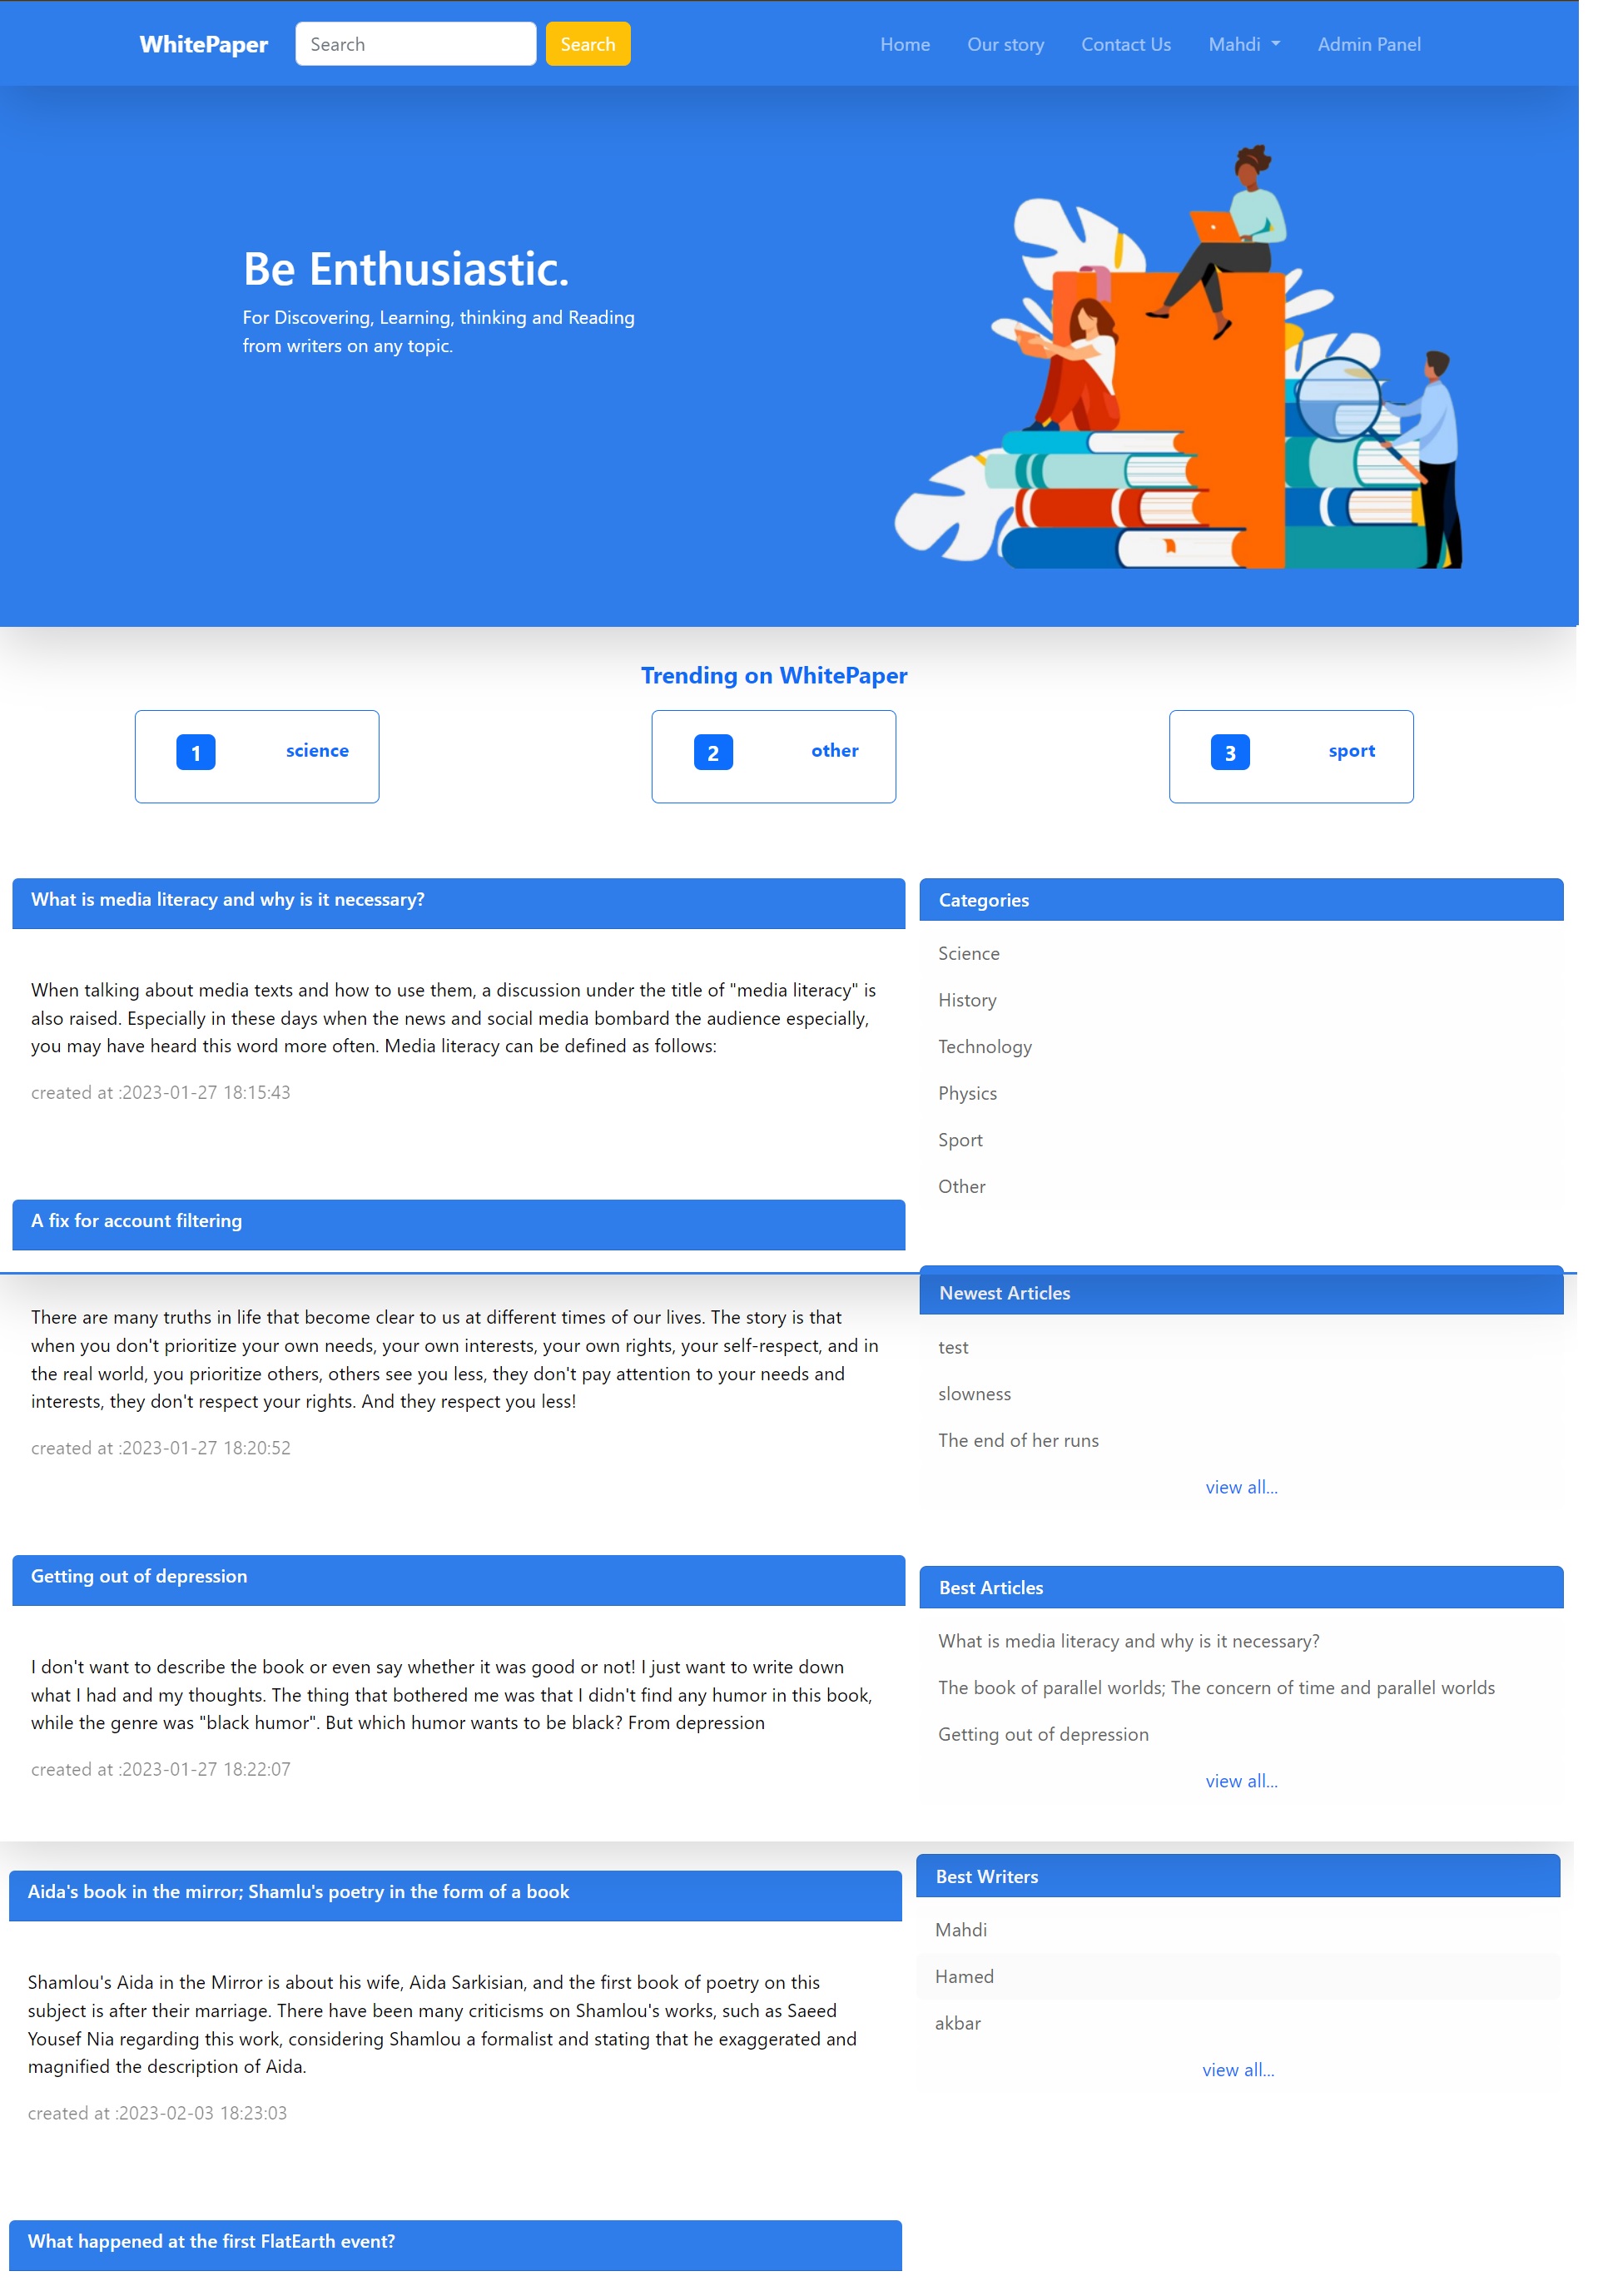 WhitePaper
Search
Search
Home
Our story
Contact Us
Mahdi
Admin Panel
Be Enthusiastic.
For Discovering, Learning, thinking and Reading
from writers on any topic.
Trending on WhitePaper
1
science
2
other
3
sport
What is media literacy and why is it necessary?
When talking about media texts and how to use them, a discussion under the title of "media literacy" is
also raised. Especially in these days when the news and social media bombard the audience especially,
you may have heard this word more often. Media literacy can be defined as follows:
created at :2023-01-27 18:15:43
A fix for account filtering
There are many truths in life that become clear to us at different times of our lives. The story is that
when you don't prioritize your own needs, your own interests, your own rights, your self-respect, and in
the real world, you prioritize others, others see you less, they don't pay attention to your needs and
interests, they don't respect your rights. And they respect you less!
created at :2023-01-27 18:20:52
Getting out of depression
I don't want to describe the book or even say whether it was good or not! I just want to write down
what I had and my thoughts. The thing that bothered me was that I didn't find any humor in this book,
while the genre was "black humor". But which humor wants to be black? From depression
created at :2023-01-27 18:22:07
Aida's book in the mirror; Shamlu's poetry in the form of a book
Shamlou's Aida in the Mirror is about his wife, Aida Sarkisian, and the first book of poetry on this
subject is after their marriage. There have been many criticisms on Shamlou's works, such as Saeed
Yousef Nia regarding this work, considering Shamlou a formalist and stating that he exaggerated and
magnified the description of Aida.
created at :2023-02-03 18:23:03
What happened at the first FlatEarth event?
Categories
Science
History
Technology
Physics
Sport
Other
Newest Articles
test
slowness
The end of her runs
view all...
Best Articles
What is media literacy and why is it necessary?
The book of parallel worlds; The concern of time and parallel worlds
Getting out of depression
view all...
Best Writers
Mahdi
Hamed
akbar
view all...